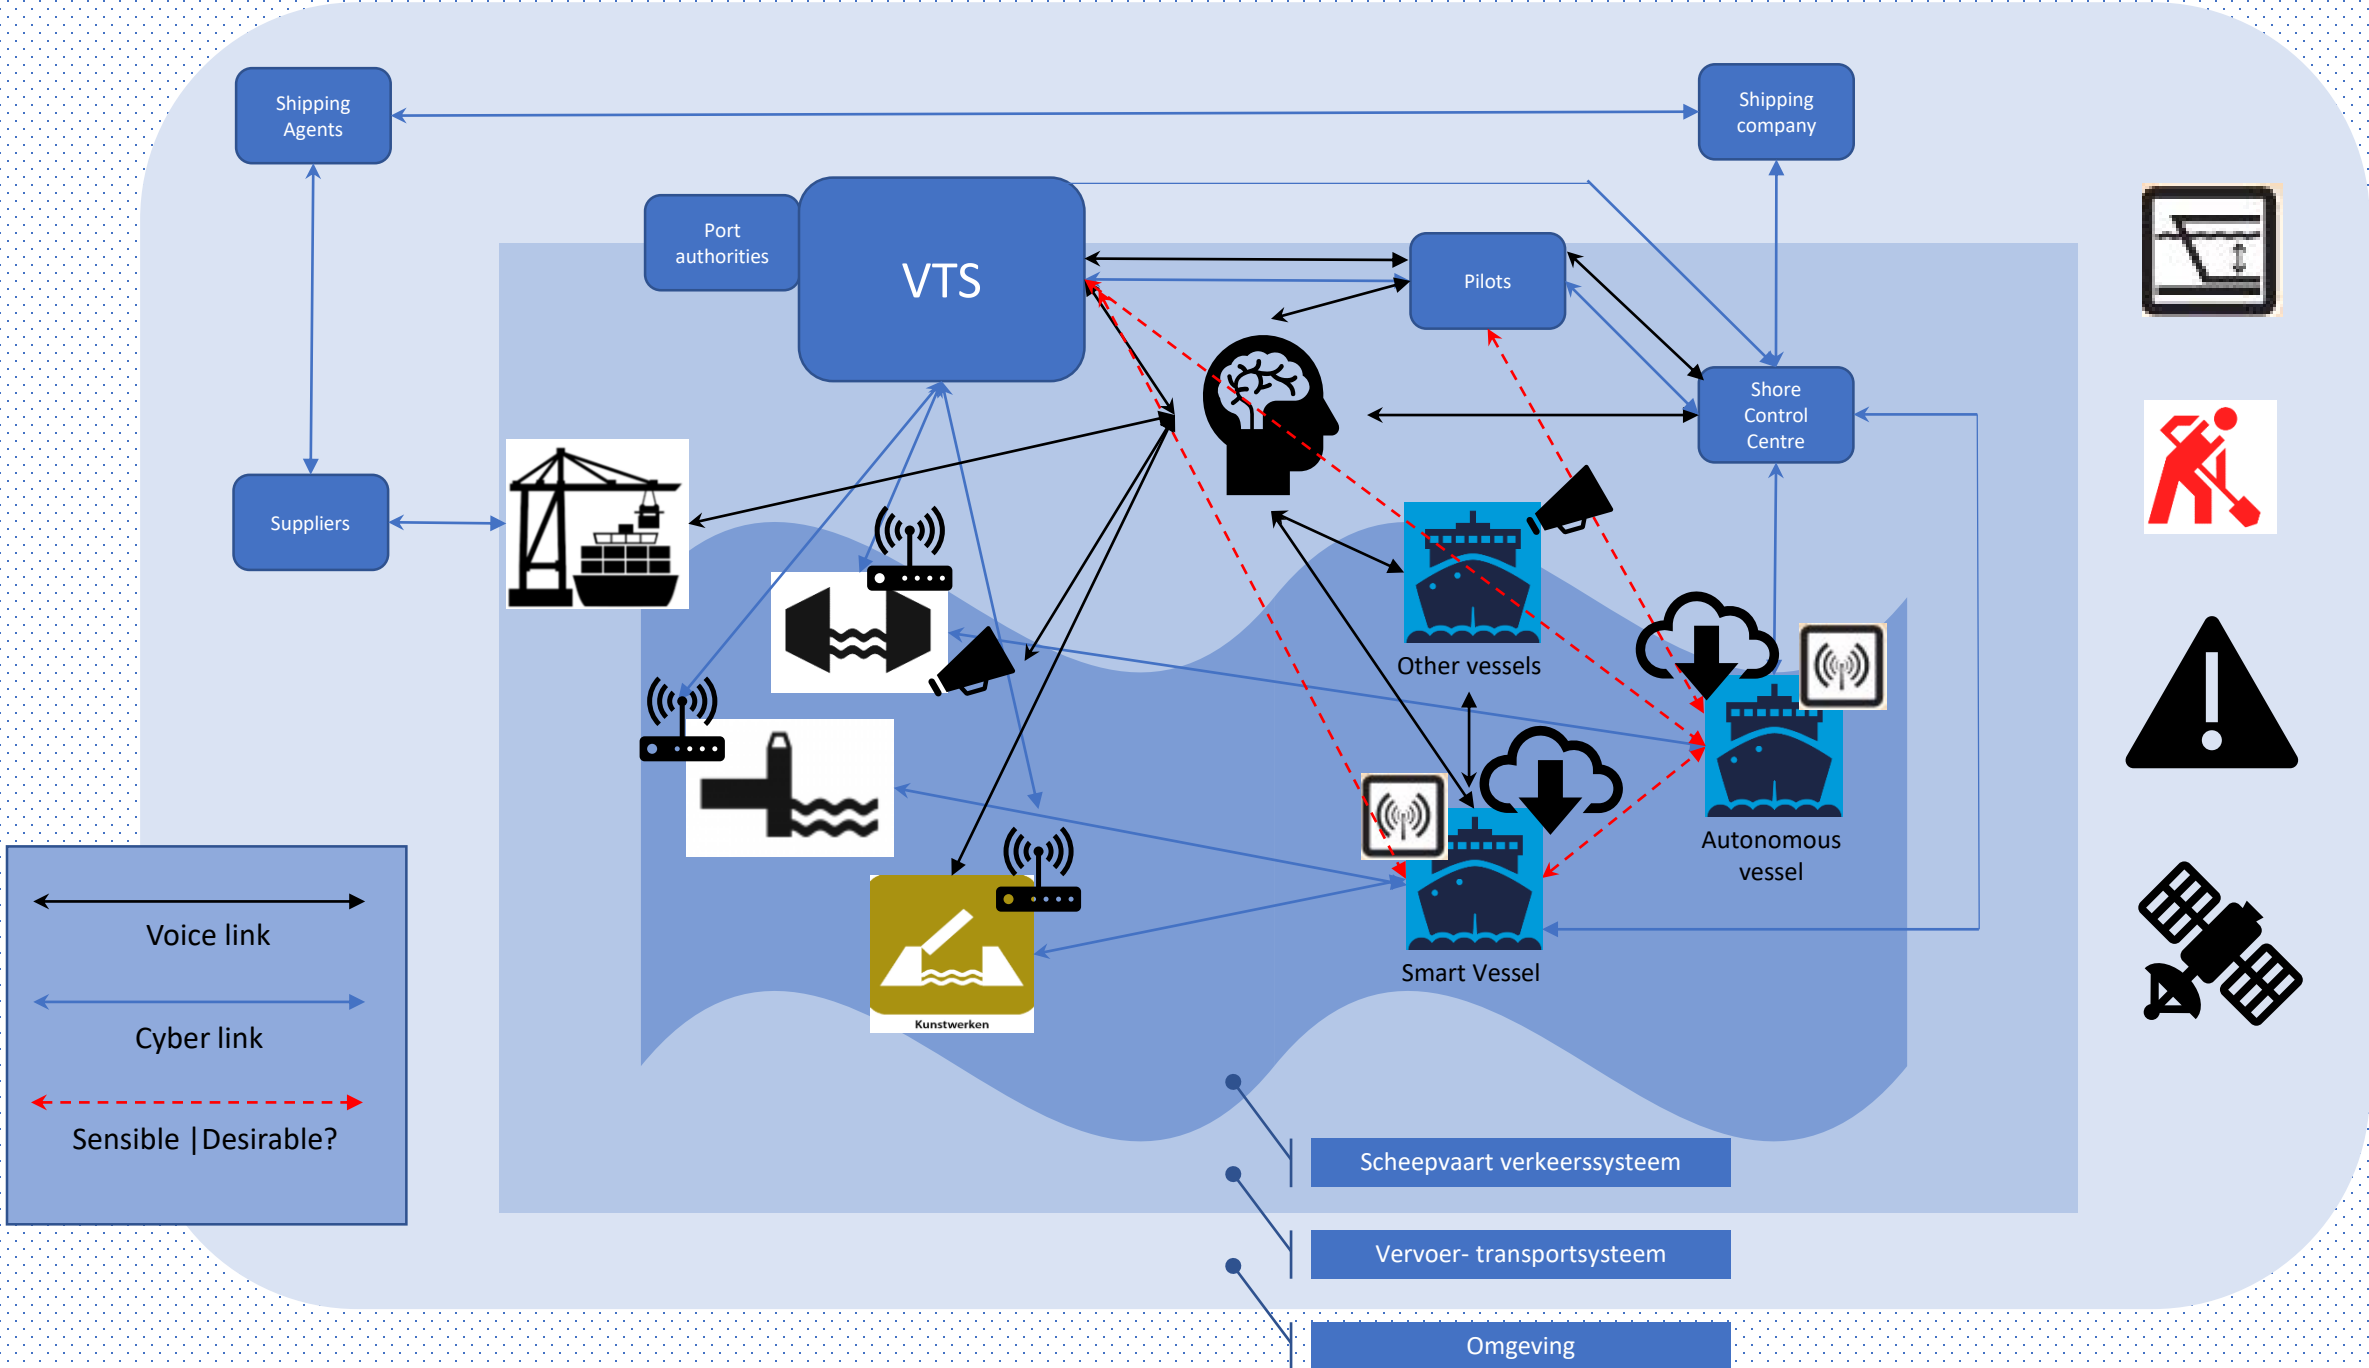 Shipping
Agents
Shipping
company
Port
authorities
VTS
Pilots
Shore
Control
Centre
Suppliers
Other vessels
Autonomous
vessel
Smart Vessel
Kunstwerken
Voice link
Cyber link
Sensible |Desirable?
Scheepvaart verkeerssysteem
Vervoer- transportsysteem
Omgeving